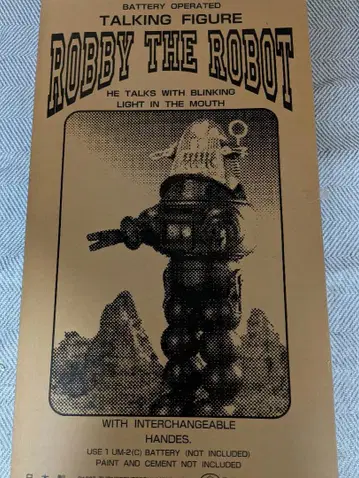 BATTERY OPERATED
TALKING FIGURE
ROBBY THE ROBOT
HE TALKS WITH BLINKING
LIGHT IN THE MOUTH
WITH INTERCHANGEABLE
HANDES.
USE 1 UM-2(C) BATTERY (NOT INCLUDED)
PAINT AND CEMENT NOT INCLUDED